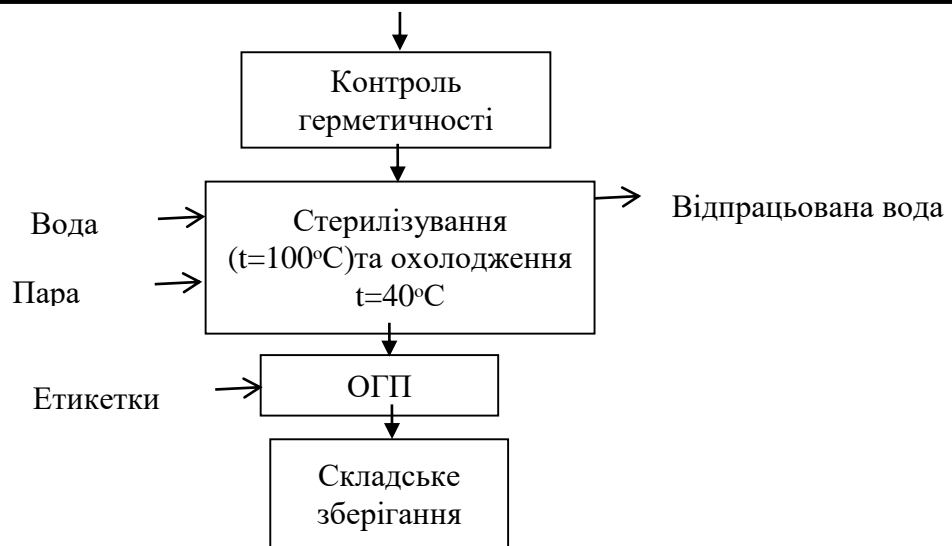 Контроль
герметичності
Вода
Пара
Стерилізування
(t=100°С)та охолодження
t=40°С
Відпрацьована вода
Етикетки
ОГП
Складське
зберігання